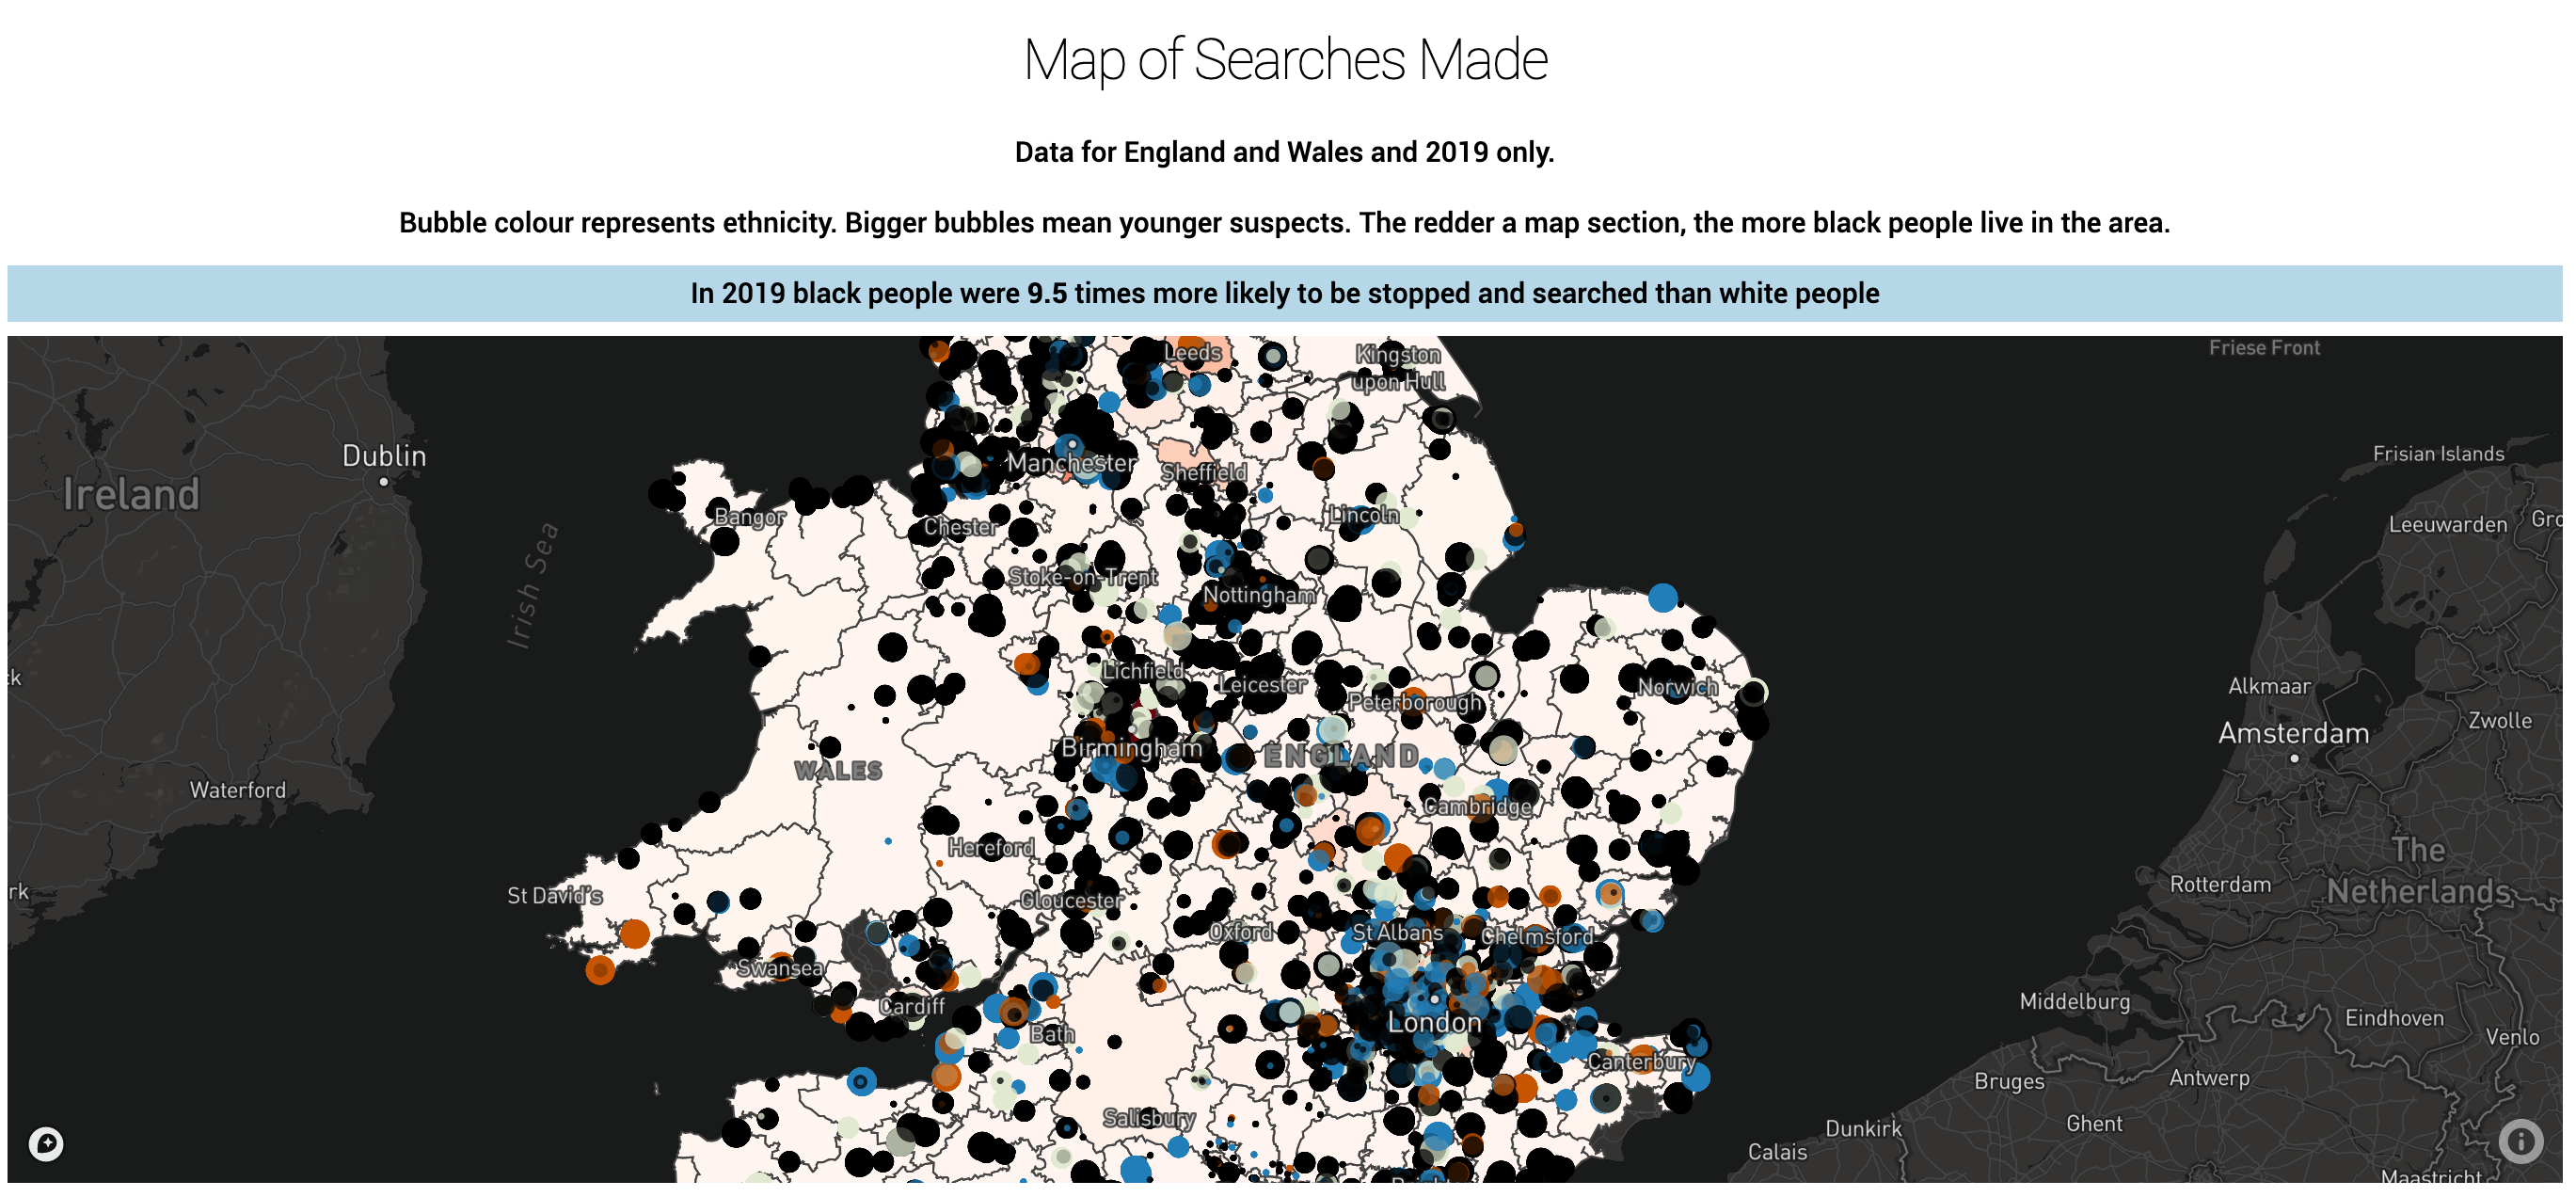 Map of Searches Made
Data for England and Wales and 2019 only.
Bubble colour represents ethnicity. Bigger bubbles mean younger suspects. The redder a map section, the more black people live in the area.
In 2019 black people were 9.5 times more likely to be stopped and searched than white people
Friese Front
Leeds
Kingston
upon Hull
Dublin
Ireland
Manchester
Sheffield
Frisian Islands
Bangor
Chester
Lincoln
Leeuwarden
Gro
Irish Sea
Stoke-on-Trent
Nottingham
ck
Lichfield
Leicester
Peterborough
Norwich
Alkmaar
Zwolle
Amsterdam
Birmingham
ENGLAND
WALES
Waterford
Cambridge
Hereford
The
Netherlands
rk
St David's
Gloucester
Rotterdam
Oxford
St Albans
Chelmsford
Swansea
Cardiff
Middelburg
London
Eindhoven
Bath
Venlo
Canterbury
Bruges
Antwerp
Salisbury
Dunkirk
Ghent
Calais
Maastricht